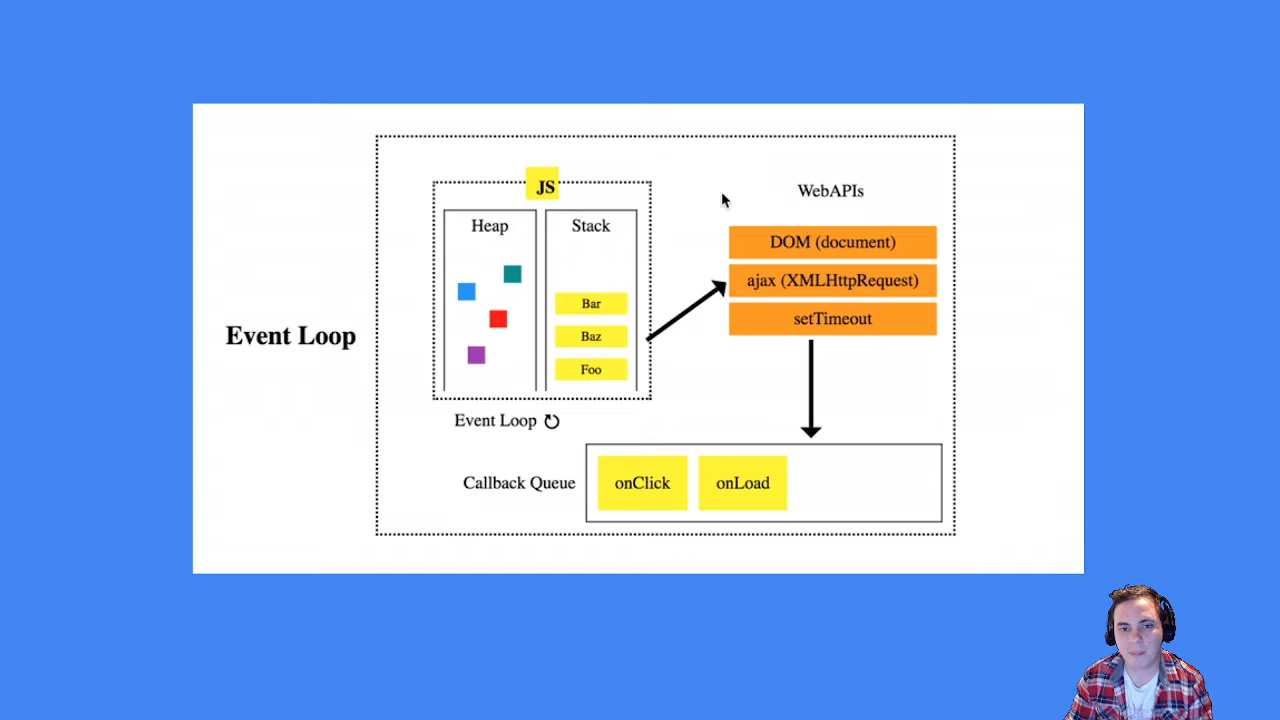 JS
WebAPIs
Heap
Stack
DOM (document)
ajax (XMLHttpRequest)
setTimeout
Bar
Baz
Foo
Event Loop
Event Loop
Callback Queue
onClick
onLoad